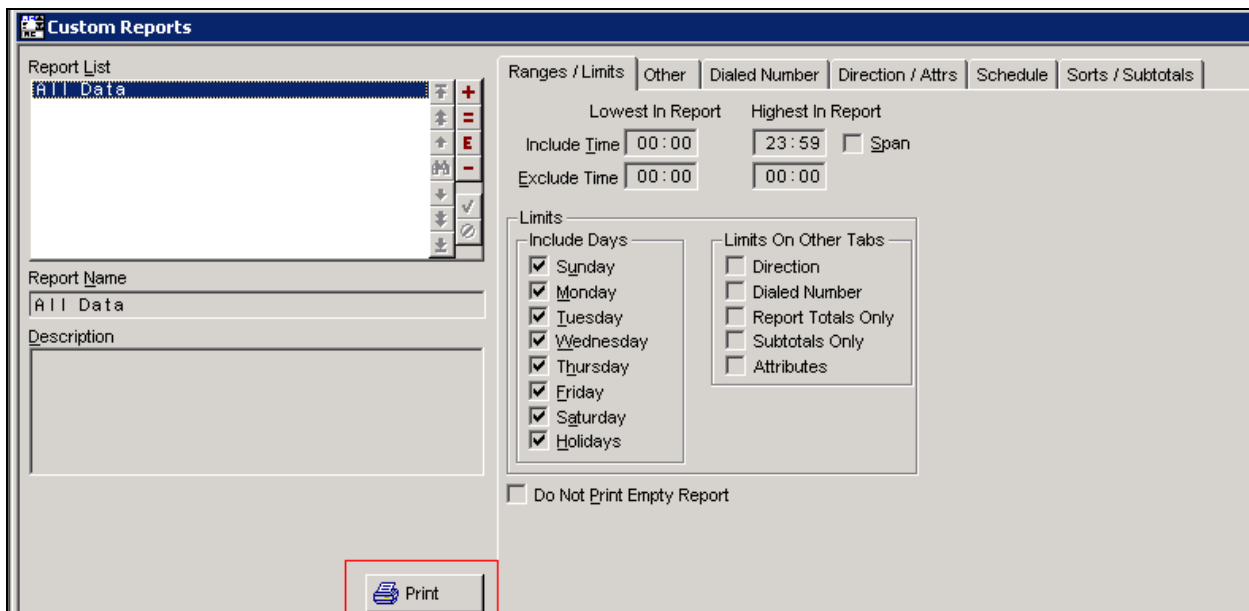 Custom Reports
Report List
All Data
E
Report Name
All Data
Description
Print
Ranges / Limits Other Dialed Number Direction / Attrs Schedule Sorts / Subtotals
Lowest In Report Highest In Report
Include Time 00:00 23:59 Span
Exclude Time 00:00 00:00
Limits
Include Days
Sunday
Monday
Tuesday
Wednesday
Thursday
Friday
Saturday
Holidays
Limits On Other Tabs
Direction
Dialed Number
Report Totals Only
Subtotals Only
Attributes
Do Not Print Empty Report